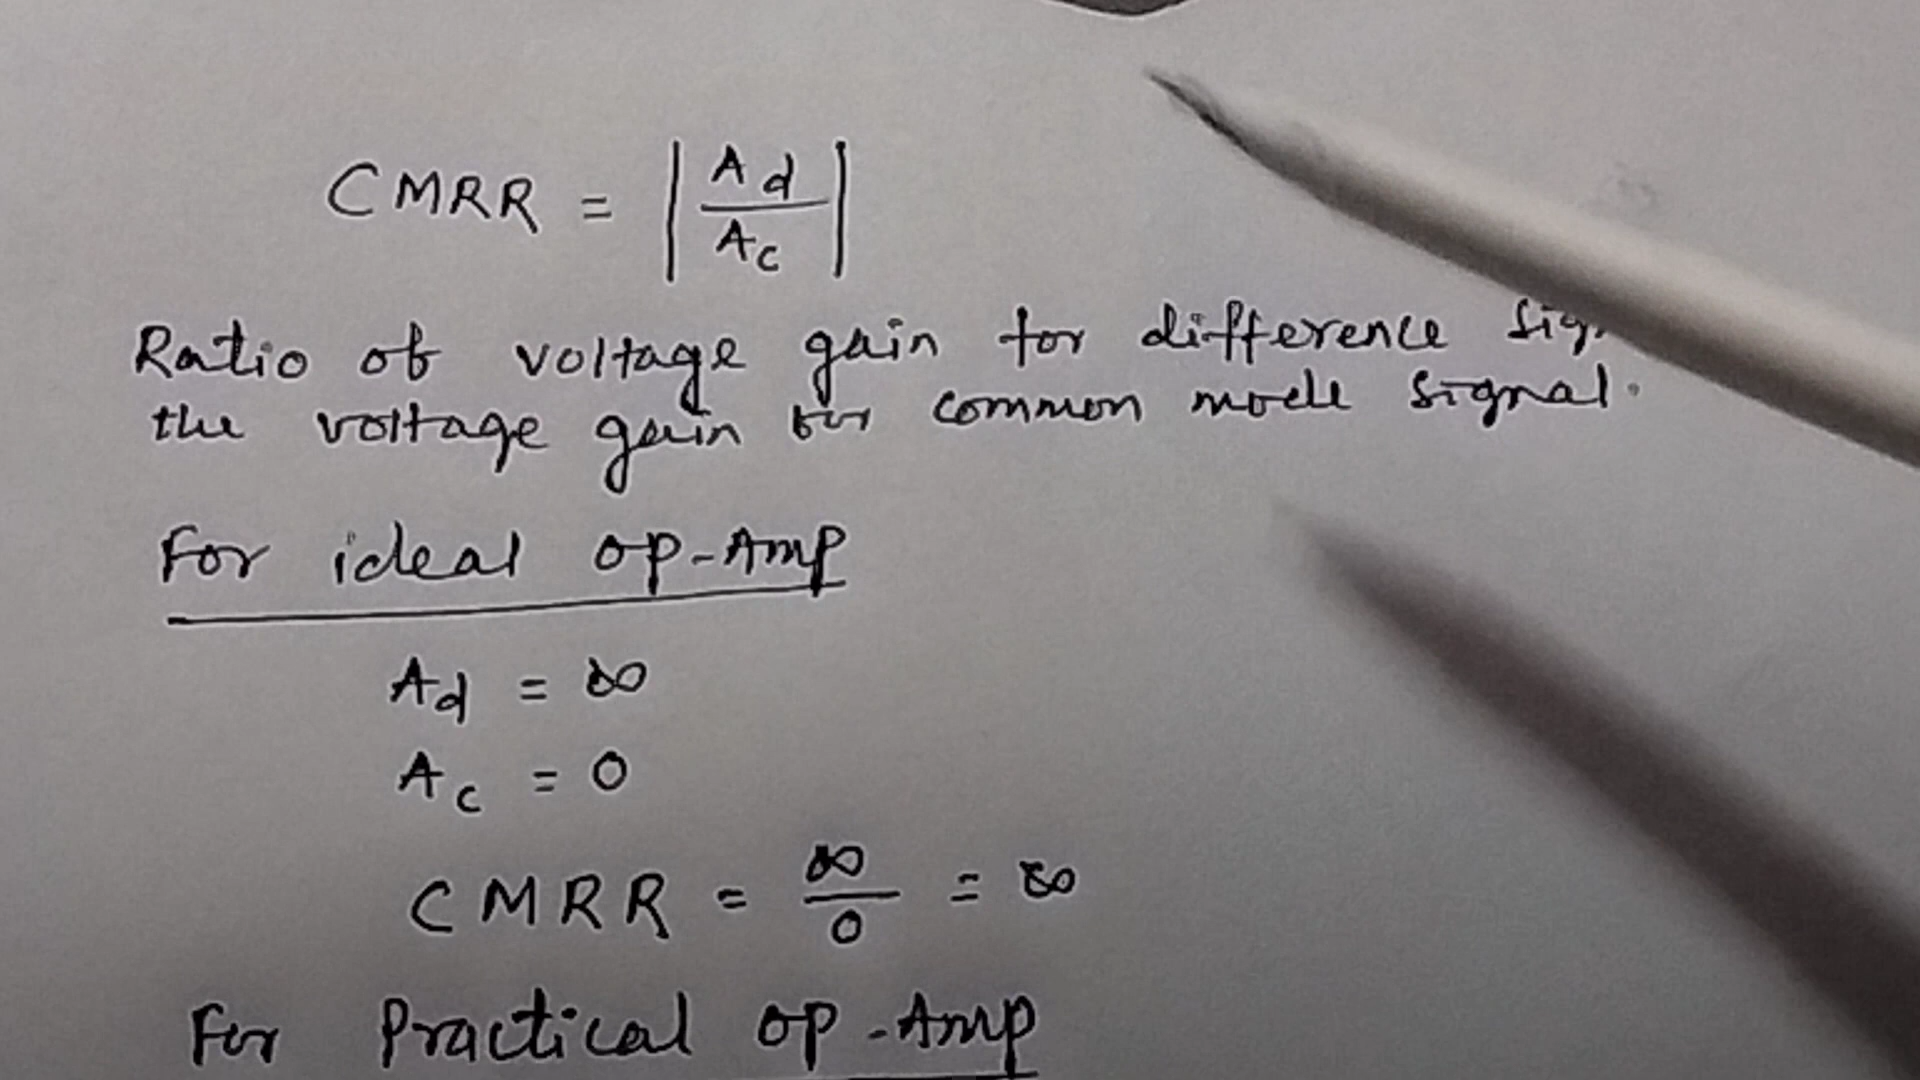 CMRR = |Ad/Ac|
Ratio of voltage gain for difference
the voltage gain for common mode signal.
For ideal op-Amp
Ad = ∞
Ac = 0
CMRR = ∞/0 = ∞
For Practical op-Amp